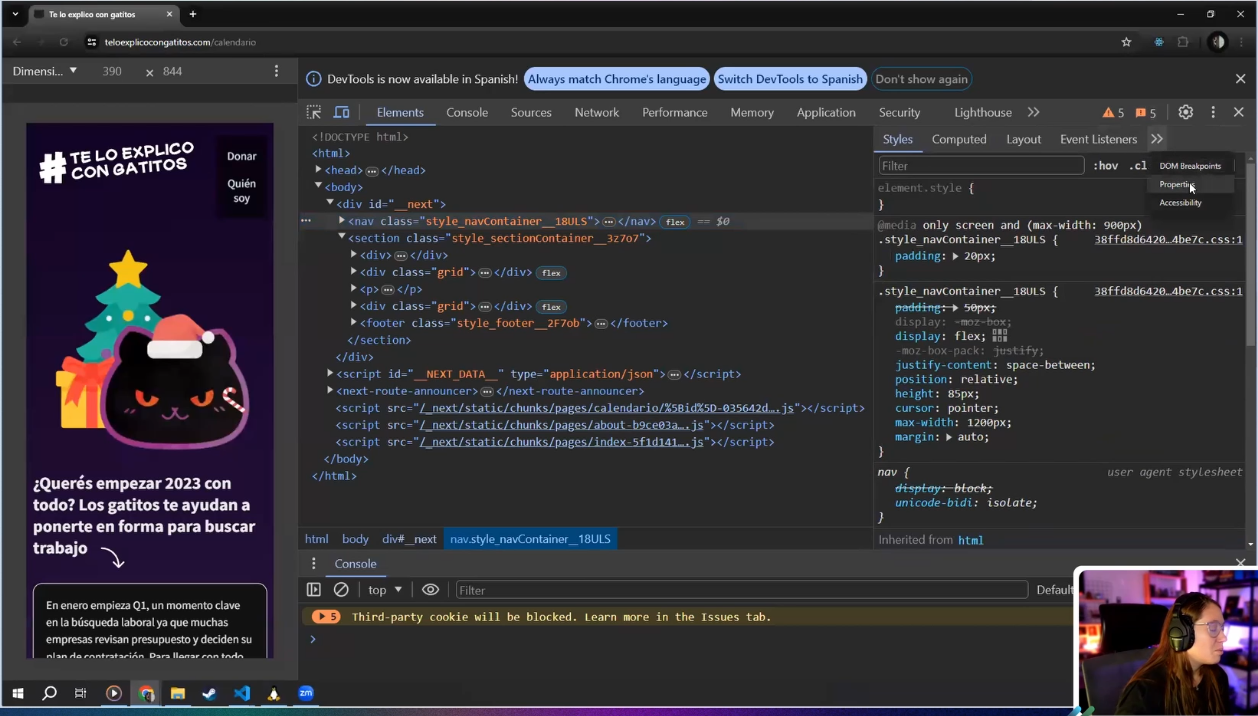 Te lo explico con gatitos
teloexplicocongatitos.com/calendario
Dimensi... 390 × 844
DevTools is now available in Spanish! Always match Chrome's language Switch DevTools to Spanish Don't show again
Elements Console Sources Network Performance Memory Application Security Lighthouse 5 5
#TE LO EXPLICO
CON GATITOS
Donar
Quién
soy
¿Querés empezar 2023 con
todo? Los gatitos te ayudan a
ponerte en forma para buscar
trabajo
En enero empieza Q1, un momento clave
en la búsqueda laboral ya que muchas
empresas revisan presupuesto y deciden su
plan de contratación. Para llegar con todo
<!DOCTYPE html>
<html>
<head> … </head>
<body>
<div id="__next">
<nav class="style_navContainer__18ULS"> … </nav> flex == $0
<section class="style_sectionContainer__3z7o7">
<div> … </div>
<div class="grid"> … </div> flex
<p> … </p>
<div class="grid"> … </div> flex
<footer class="style_footer__2F7ob"> … </footer>
</section>
</div>
<script id="__NEXT_DATA__" type="application/json"> … </script>
<next-route-announcer> … </next-route-announcer>
<script src="/_next/static/chunks/pages/calendario/%5Bid%5D-035642d….js"></script>
<script src="/_next/static/chunks/pages/about-b9ce03a….js"></script>
<script src="/_next/static/chunks/pages/index-5f1d141….js"></script>
</body>
</html>
html body div#__next nav.style_navContainer__18ULS
Styles Computed Layout Event Listeners
Filter :hov .cl
DOM Breakpoints
Properties
Accessibility
element.style {
}
@media only screen and (max-width: 900px)
.style_navContainer__18ULS { 38ffd8d6420…4be7c.css:1
padding: 20px;
}
.style_navContainer__18ULS { 38ffd8d6420…4be7c.css:1
padding: 50px;
display: -moz-box;
display: flex;
-moz-box-pack: justify;
justify-content: space-between;
position: relative;
height: 85px;
cursor: pointer;
max-width: 1200px;
margin: auto;
}
nav { user agent stylesheet
display: block;
unicode-bidi: isolate;
}
Inherited from html
Console
top Filter Default
5 Third-party cookie will be blocked. Learn more in the Issues tab.
zm